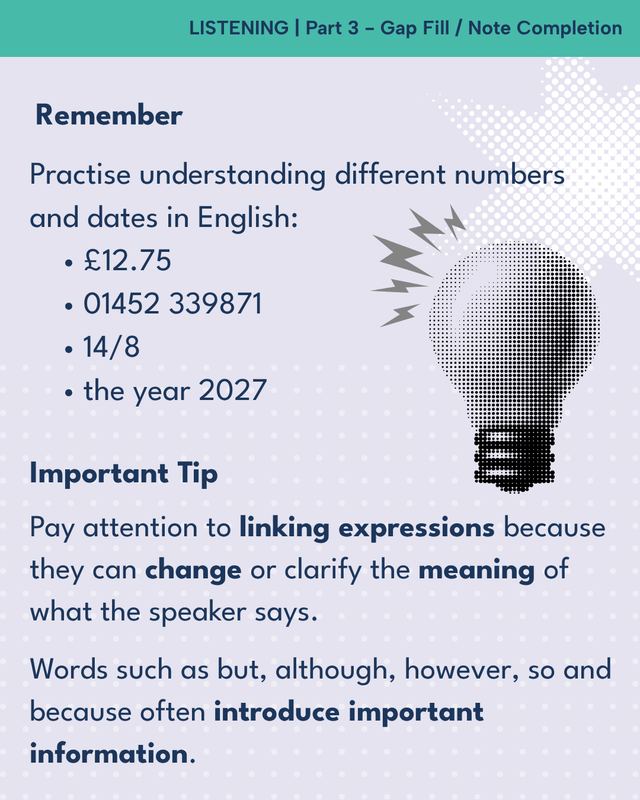 LISTENING | Part 3 – Gap Fill / Note Completion
Remember
Practise understanding different numbers
and dates in English:
• £12.75
• 01452 339871
• 14/8
• the year 2027
Important Tip
Pay attention to linking expressions because
they can change or clarify the meaning of
what the speaker says.
Words such as but, although, however, so and
because often introduce important
information.